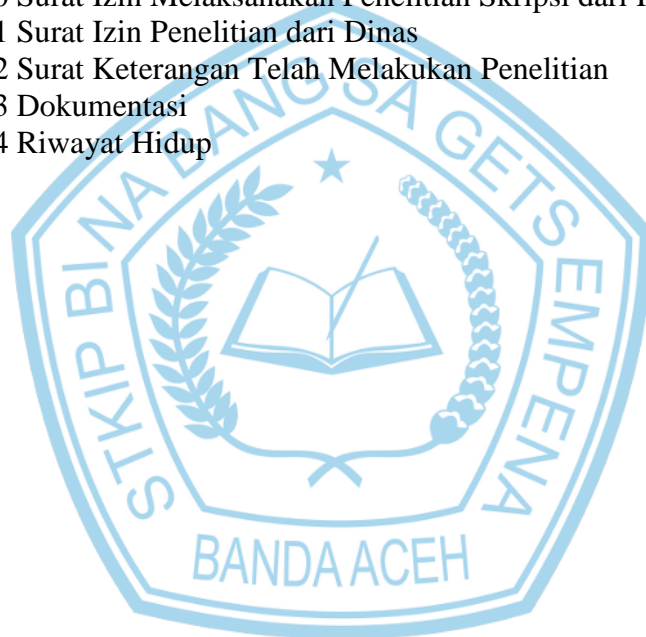 Surat Izin Melaksanakan Penelitian Skripsi dari
1 Surat Izin Penelitian dari Dinas
2 Surat Keterangan Telah Melakukan Penelitian
3 Dokumentasi
4 Riwayat Hidup
STKIP BINA BANGSA GETSEMPENA
BANDA ACEH